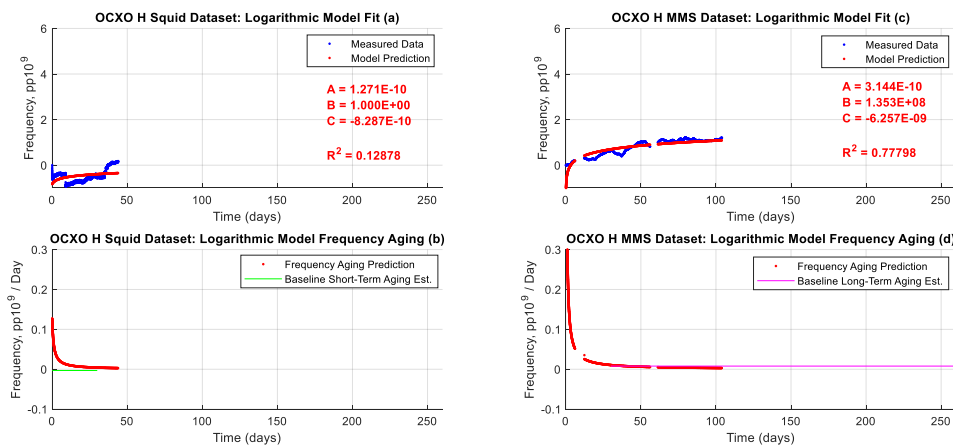 OCXO H Squid Dataset: Logarithmic Model Fit (a)
6
4
2
0
Frequency, pp10^9
Measured Data
Model Prediction
A = 1.271E-10
B = 1.000E+00
C = -8.287E-10
R^2 = 0.12878
0 50 100 150 200 250
Time (days)
OCXO H MMS Dataset: Logarithmic Model Fit (c)
6
4
2
0
Frequency, pp10^9
Measured Data
Model Prediction
A = 3.144E-10
B = 1.353E+08
C = -6.257E-09
R^2 = 0.77798
0 50 100 150 200 250
Time (days)
OCXO H Squid Dataset: Logarithmic Model Frequency Aging (b)
0.3
0.2
0.1
0
-0.1
Frequency, pp10^9 / Day
Frequency Aging Prediction
Baseline Short-Term Aging Est.
0 50 100 150 200 250
Time (days)
OCXO H MMS Dataset: Logarithmic Model Frequency Aging (d)
0.3
0.2
0.1
0
-0.1
Frequency, pp10^9 / Day
Frequency Aging Prediction
Baseline Long-Term Aging Est.
0 50 100 150 200 250
Time (days)